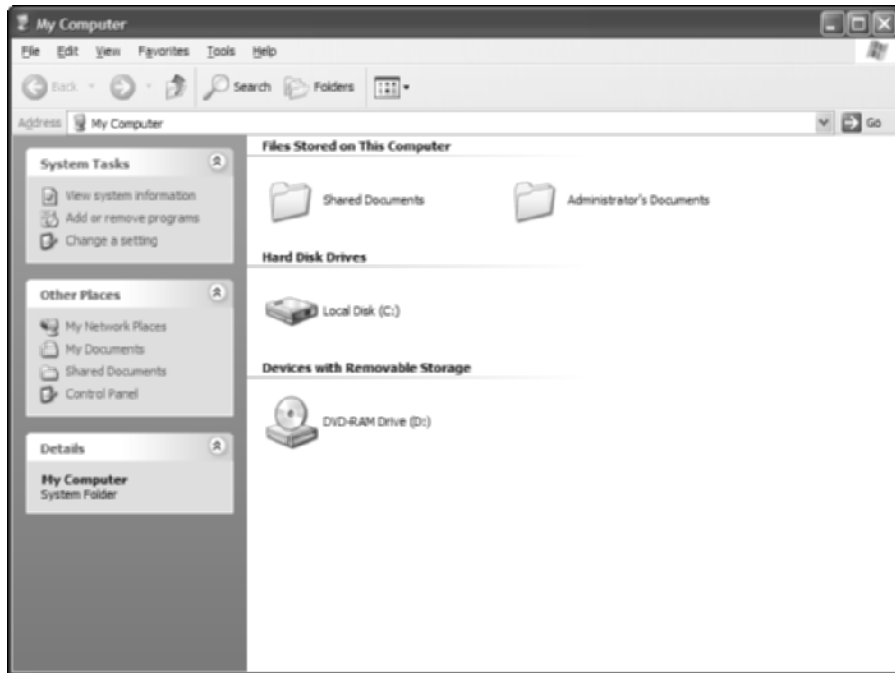 My Computer
File Edit View Favorites Tools Help
Back Search Folders
Address My Computer Go
System Tasks
View system information
Add or remove programs
Change a setting
Other Places
My Network Places
My Documents
Shared Documents
Control Panel
Details
My Computer
System Folder
Files Stored on This Computer
Shared Documents Administrator's Documents
Hard Disk Drives
Local Disk (C:)
Devices with Removable Storage
DVD-RAM Drive (D:)